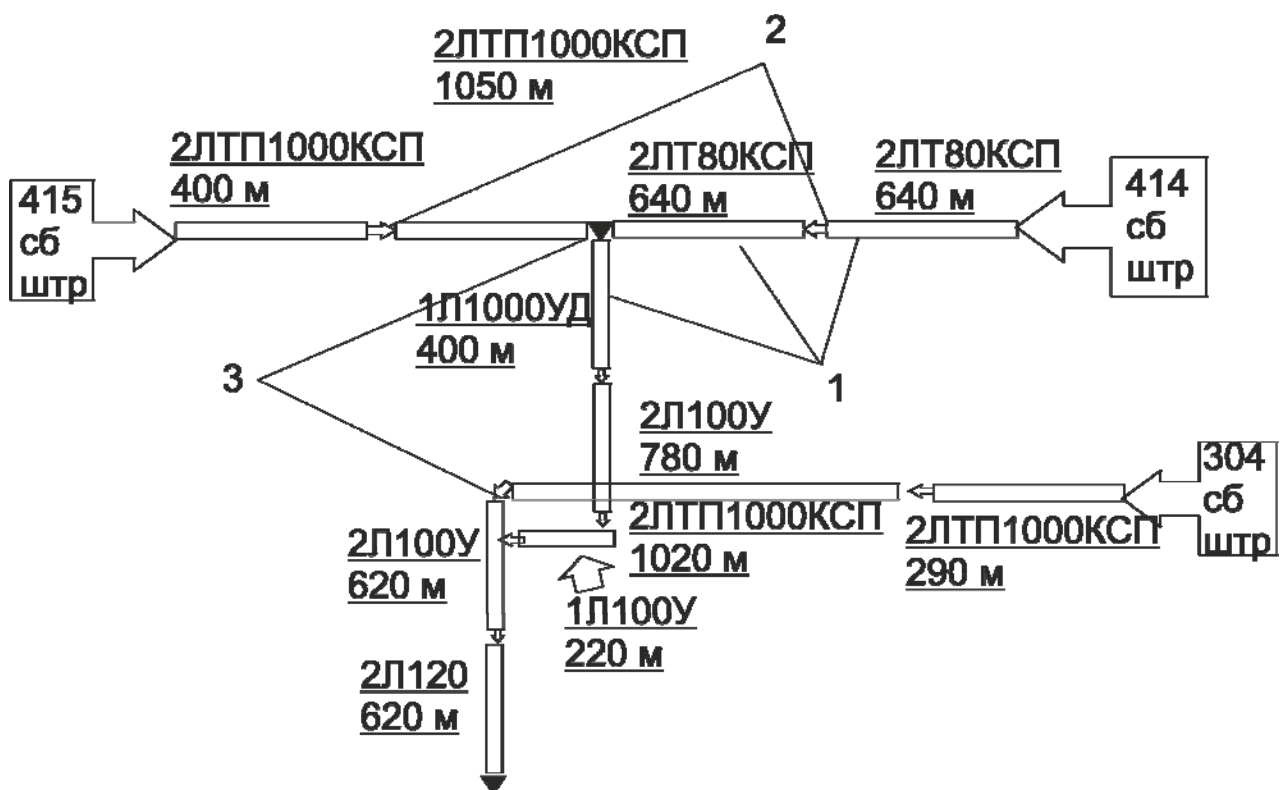 2
2ЛТП1000КСП
1050 м
2ЛТП1000КСП
400 м
2ЛТ80КСП
640 м
2ЛТ80КСП
640 м
415
сб
штр
414
сб
штр
1Л1000УД
400 м
3
1
2Л100У
780 м
304
сб
штр
2ЛТП1000КСП
1020 м
2ЛТП1000КСП
290 м
2Л100У
620 м
1Л100У
220 м
2Л120
620 м